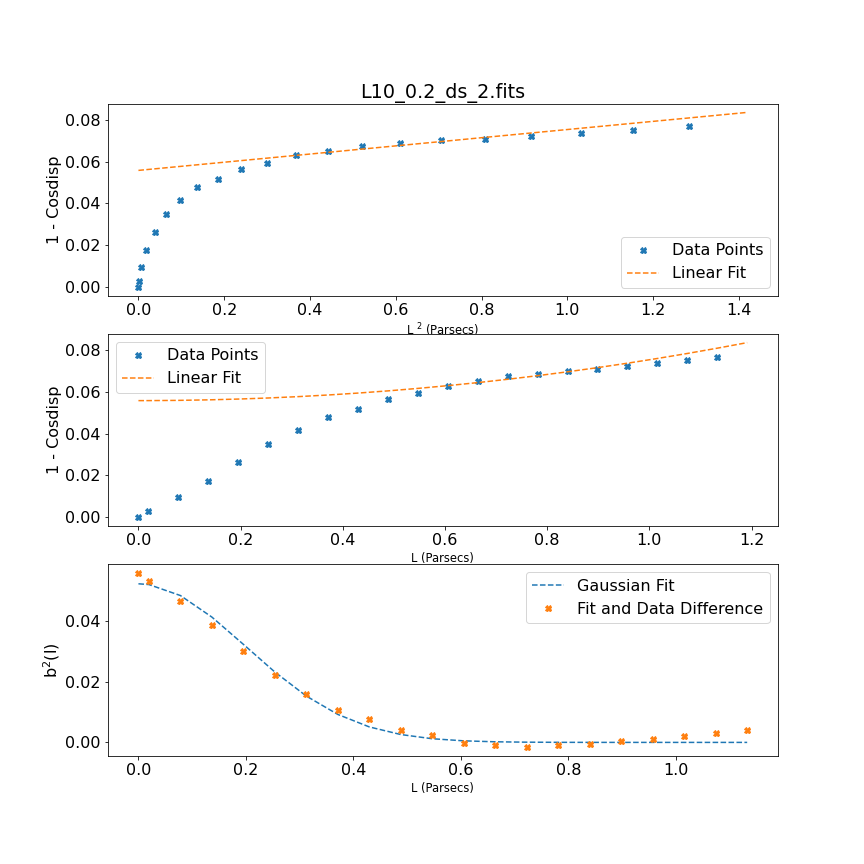 L10_0.2_ds_2.fits
1 - Cosdisp
0.08
0.06
0.04
0.02
0.00
Data Points
Linear Fit
0.0 0.2 0.4 0.6 0.8 1.0 1.2 1.4
L ² (Parsecs)
1 - Cosdisp
0.08
0.06
0.04
0.02
0.00
Data Points
Linear Fit
0.0 0.2 0.4 0.6 0.8 1.0 1.2
L (Parsecs)
b²(l)
0.04
0.02
0.00
Gaussian Fit
Fit and Data Difference
0.0 0.2 0.4 0.6 0.8 1.0
L (Parsecs)